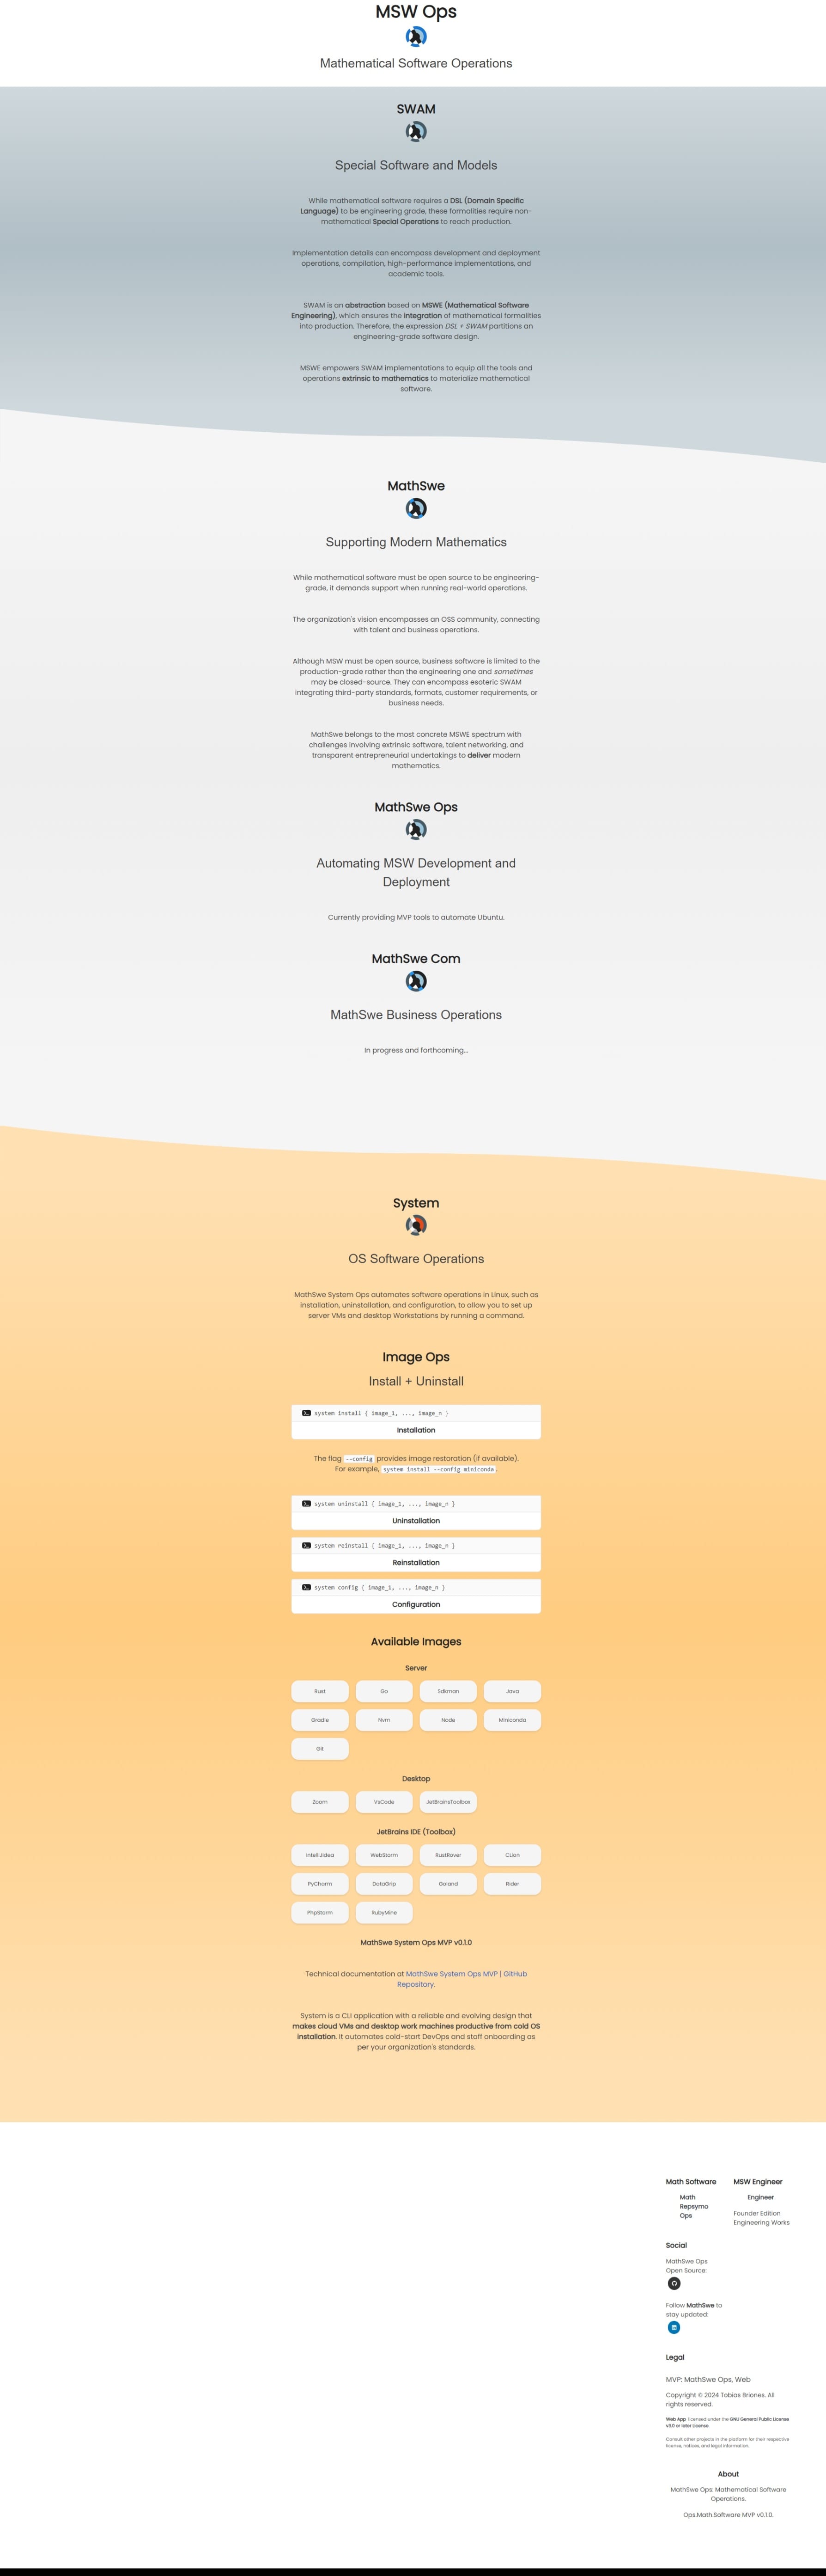 MSW Ops
Mathematical Software Operations
SWAM
Special Software and Models
While mathematical software requires a DSL (Domain Specific
Language) to be engineering grade, these formalities require non-
mathematical Special Operations to reach production.
Implementation details can encompass development and deployment
operations, compilation, high-performance implementations, and
academic tools.
SWAM is an abstraction based on MSWE (Mathematical Software
Engineering), which ensures the integration of mathematical formalities
into production. Therefore, the expression DSL + SWAM partitions an
engineering-grade software design.
MSWE empowers SWAM implementations to equip all the tools and
operations extrinsic to mathematics to materialize mathematical
software.
MathSwe
Supporting Modern Mathematics
While mathematical software must be open source to be engineering-
grade, it demands support when running real-world operations.
The organization's vision encompasses an OSS community, connecting
with talent and business operations.
Although MSW must be open source, business software is limited to the
production-grade rather than the engineering one and sometimes
may be closed-source. They can encompass esoteric SWAM
integrating third-party standards, formats, customer requirements, or
business needs.
MathSwe belongs to the most concrete MSWE spectrum with
challenges involving extrinsic software, talent networking, and
transparent entrepreneurial undertakings to deliver modern
mathematics.
MathSwe Ops
Automating MSW Development and
Deployment
Currently providing MVP tools to automate Ubuntu.
MathSwe Com
MathSwe Business Operations
In progress and forthcoming...
System
OS Software Operations
MathSwe System Ops automates software operations in Linux, such as
installation, uninstallation, and configuration, to allow you to set up
server VMs and desktop Workstations by running a command.
Image Ops
Install + Uninstall
system install { image_1, ..., image_n }
Installation
The flag --config provides image restoration (if available).
For example, system install --config miniconda.
system uninstall { image_1, ..., image_n }
Uninstallation
system reinstall { image_1, ..., image_n }
Reinstallation
system config { image_1, ..., image_n }
Configuration
Available Images
Server
Rust Go Sdkman Java
Gradle Nvm Node Miniconda
Git
Desktop
Zoom VsCode JetBrainsToolbox
JetBrains IDE (Toolbox)
IntelliJIdea WebStorm RustRover CLion
PyCharm DataGrip Goland Rider
PhpStorm RubyMine
MathSwe System Ops MVP v0.1.0
Technical documentation at MathSwe System Ops MVP | GitHub
Repository.
System is a CLI application with a reliable and evolving design that
makes cloud VMs and desktop work machines productive from cold OS
installation. It automates cold-start DevOps and staff onboarding as
per your organization's standards.
Math Software
Math
Repsymo
Ops
MSW Engineer
Engineer
Founder Edition
Engineering Works
Social
MathSwe Ops
Open Source:
Follow MathSwe to
stay updated:
Legal
MVP: MathSwe Ops, Web
Copyright © 2024 Tobias Briones. All
rights reserved.
Web App: licensed under the GNU General Public License
v3.0 or later License.
Consult other projects in the platform for their respective
license, notices, and legal information.
About
MathSwe Ops: Mathematical Software
Operations.
Ops.Math.Software MVP v0.1.0.